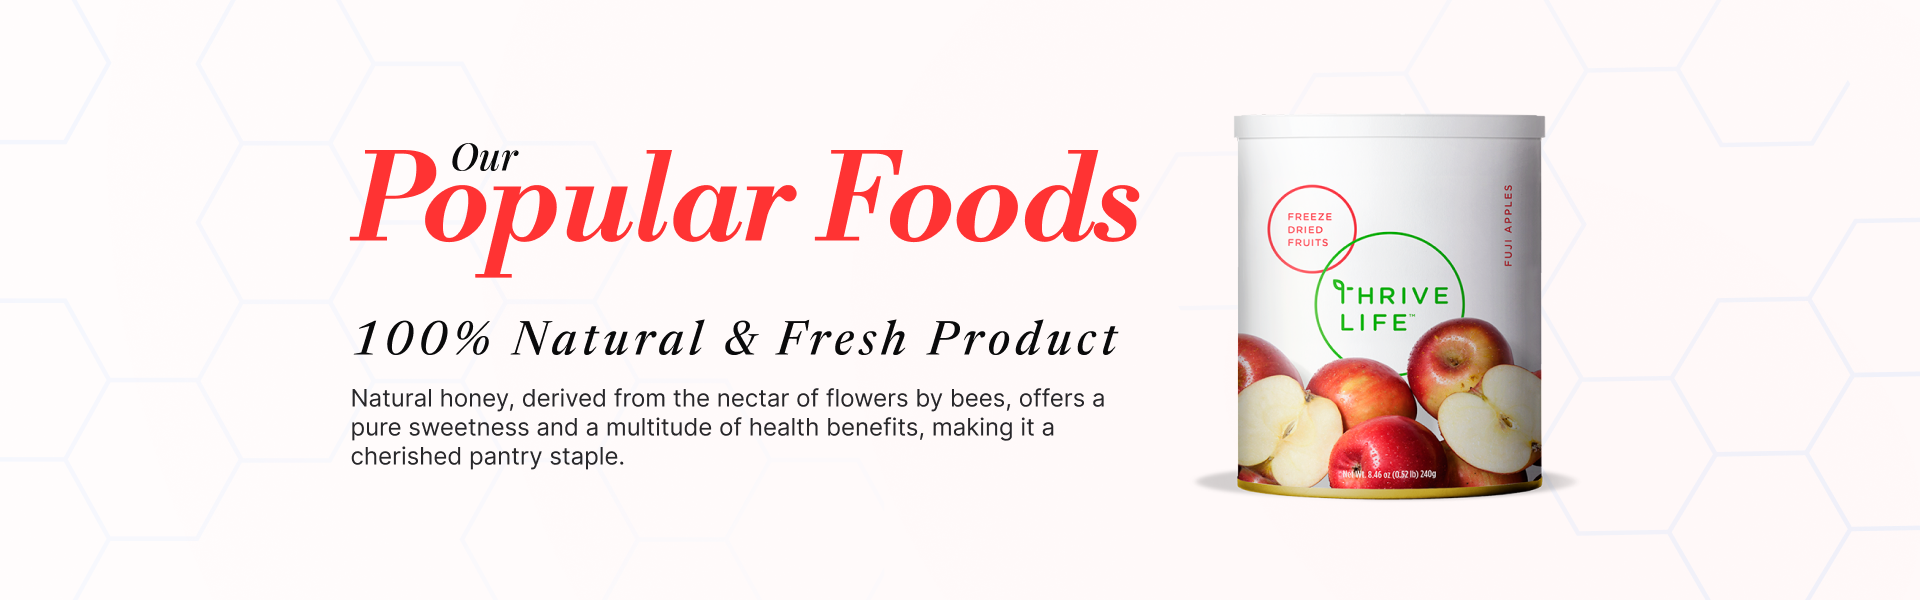 Our
Popular Foods
100% Natural & Fresh Product
Natural honey, derived from the nectar of flowers by bees, offers a
pure sweetness and a multitude of health benefits, making it a
cherished pantry staple.
FREEZE
DRIED
FRUITS
THRIVE
LIFE™
FUJI APPLES
Net Wt. 8.46 oz (0.52 lb) 240g